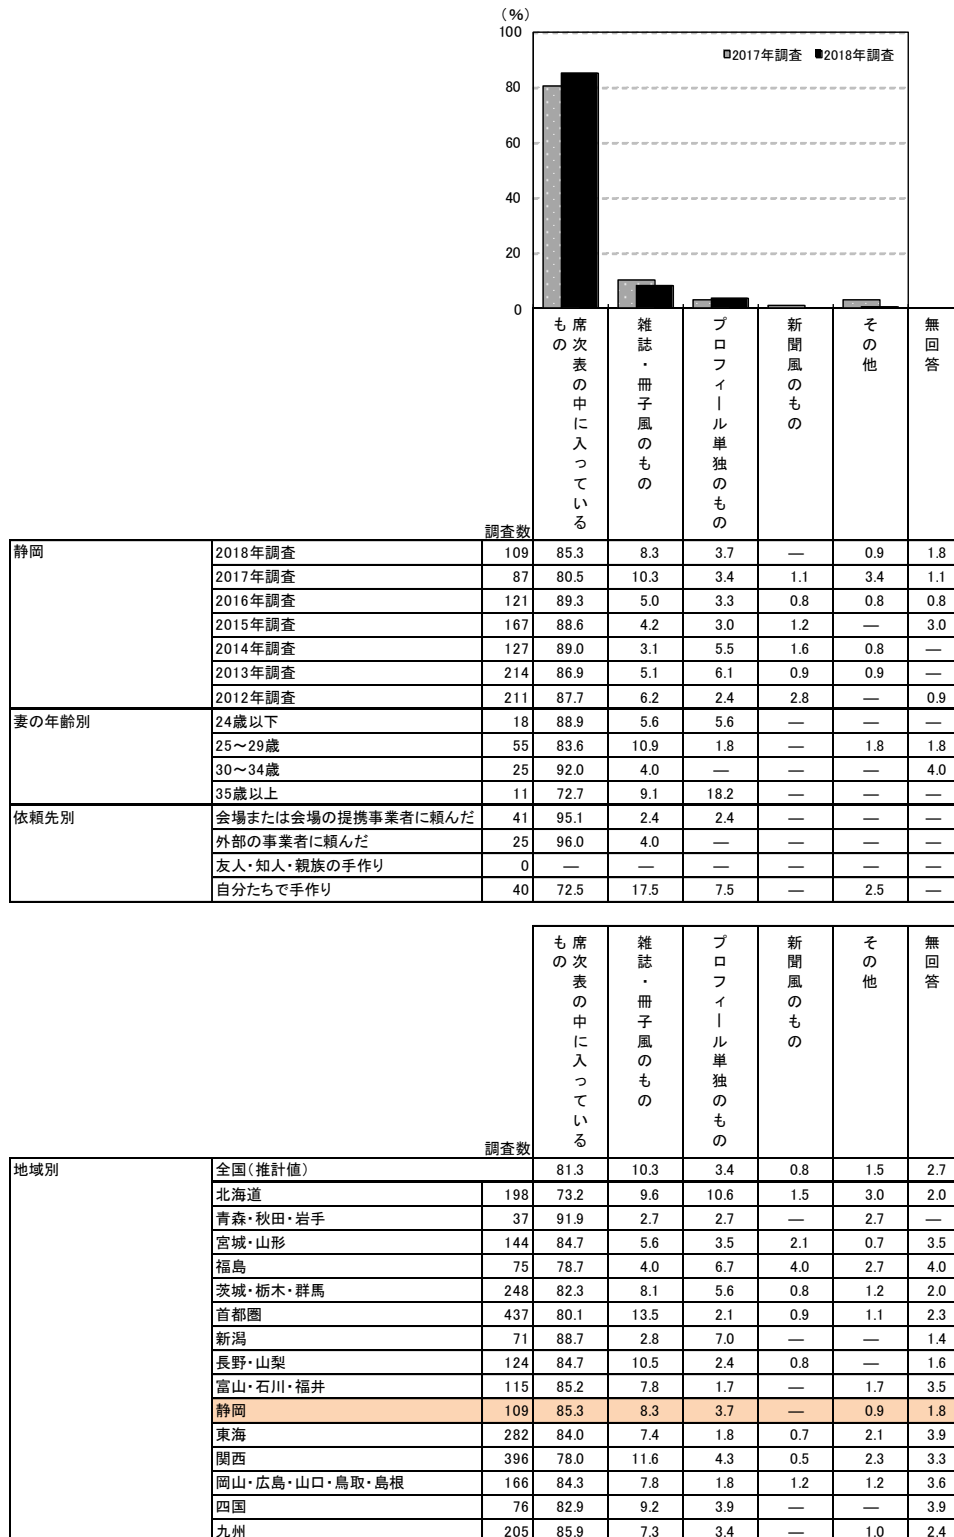 (%)
100
80
60
40
20
0
2017年調査 2018年調査
席次表の中に入っているもの
雑誌・冊子風のもの
プロフィール単独のもの
新聞風のもの
その他
無回答
調査数
静岡 2018年調査 109 85.3 8.3 3.7 — 0.9 1.8
2017年調査 87 80.5 10.3 3.4 1.1 3.4 1.1
2016年調査 121 89.3 5.0 3.3 0.8 0.8 0.8
2015年調査 167 88.6 4.2 3.0 1.2 — 3.0
2014年調査 127 89.0 3.1 5.5 1.6 0.8 —
2013年調査 214 86.9 5.1 6.1 0.9 0.9 —
2012年調査 211 87.7 6.2 2.4 2.8 — 0.9
妻の年齢別 24歳以下 18 88.9 5.6 5.6 — — —
25～29歳 55 83.6 10.9 1.8 — 1.8 1.8
30～34歳 25 92.0 4.0 — — — 4.0
35歳以上 11 72.7 9.1 18.2 — — —
依頼先別 会場または会場の提携事業者に頼んだ 41 95.1 2.4 2.4 — — —
外部の事業者に頼んだ 25 96.0 4.0 — — — —
友人・知人・親族の手作り 0 — — — — — —
自分たちで手作り 40 72.5 17.5 7.5 — 2.5 —
席次表の中に入っているもの
雑誌・冊子風のもの
プロフィール単独のもの
新聞風のもの
その他
無回答
調査数
地域別 全国(推計値) 81.3 10.3 3.4 0.8 1.5 2.7
北海道 198 73.2 9.6 10.6 1.5 3.0 2.0
青森・秋田・岩手 37 91.9 2.7 2.7 — 2.7 —
宮城・山形 144 84.7 5.6 3.5 2.1 0.7 3.5
福島 75 78.7 4.0 6.7 4.0 2.7 4.0
茨城・栃木・群馬 248 82.3 8.1 5.6 0.8 1.2 2.0
首都圏 437 80.1 13.5 2.1 0.9 1.1 2.3
新潟 71 88.7 2.8 7.0 — — 1.4
長野・山梨 124 84.7 10.5 2.4 0.8 — 1.6
富山・石川・福井 115 85.2 7.8 1.7 — 1.7 3.5
静岡 109 85.3 8.3 3.7 — 0.9 1.8
東海 282 84.0 7.4 1.8 0.7 2.1 3.9
関西 396 78.0 11.6 4.3 0.5 2.3 3.3
岡山・広島・山口・鳥取・島根 166 84.3 7.8 1.8 1.2 1.2 3.6
四国 76 82.9 9.2 3.9 — — 3.9
九州 205 85.9 7.3 3.4 — 1.0 2.4